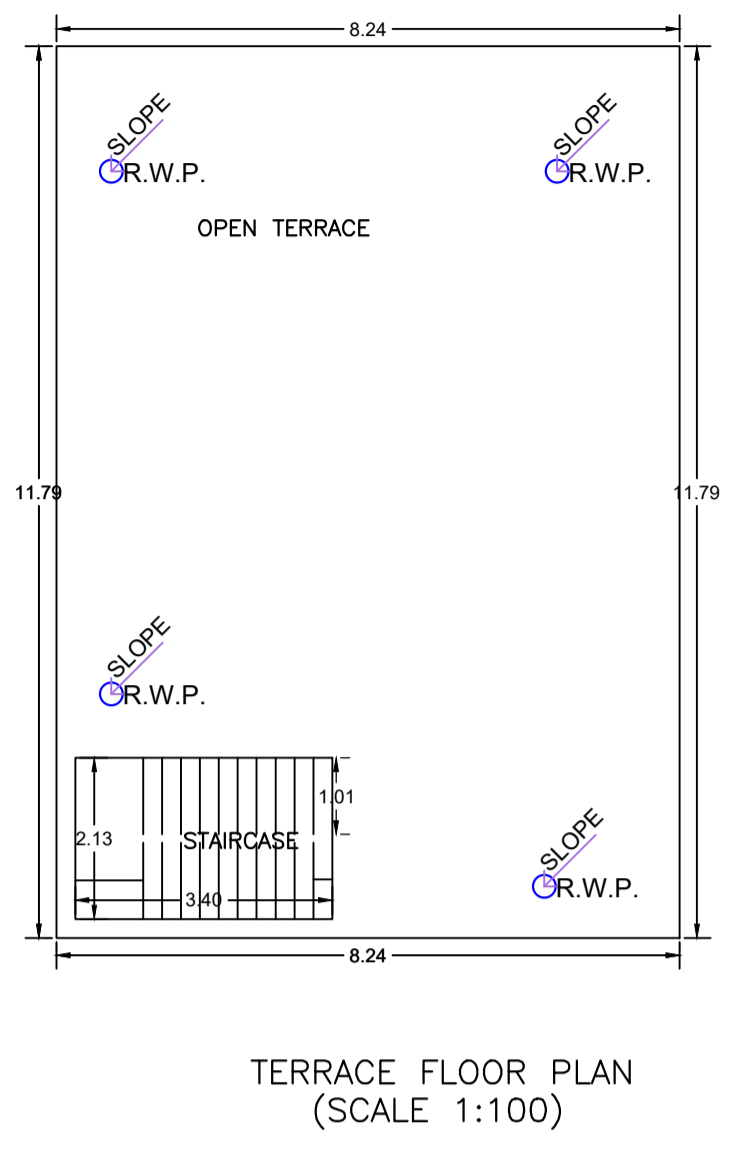 8.24
SLOPE
R.W.P.
SLOPE
R.W.P.
OPEN TERRACE
11.79
11.79
SLOPE
R.W.P.
1.01
2.13
STAIRCASE
SLOPE
R.W.P.
3.40
8.24
TERRACE FLOOR PLAN
(SCALE 1:100)